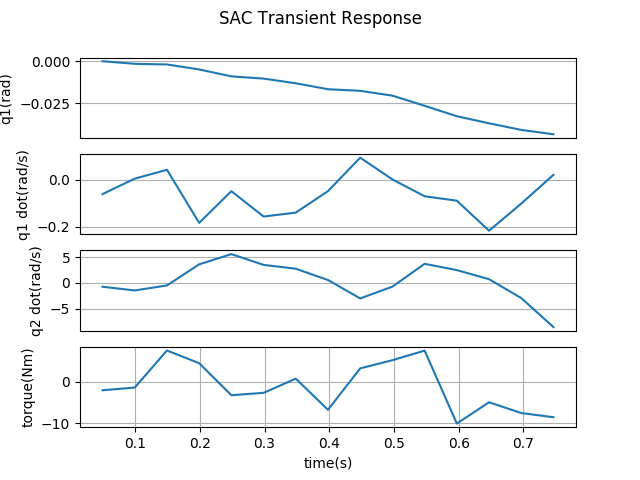 SAC Transient Response
0.000
−0.025
q1(rad)
0.0
−0.2
q1 dot(rad/s)
5
0
−5
q2 dot(rad/s)
0
−10
torque(Nm)
0.1 0.2 0.3 0.4 0.5 0.6 0.7
time(s)